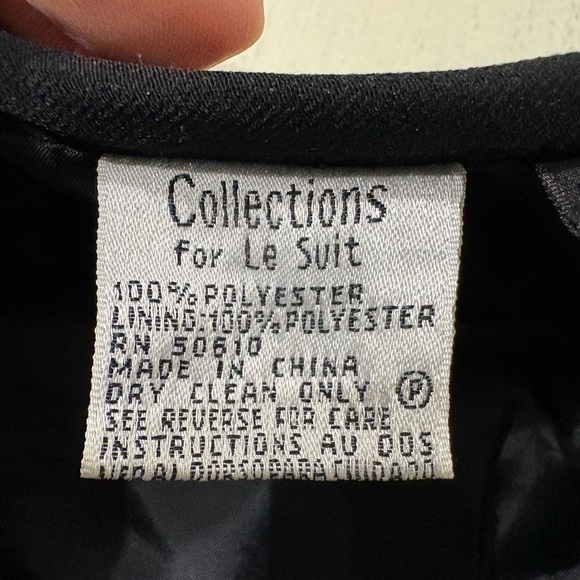 Collections
for Le Suit
100% POLYESTER
LINING:100% POLYESTER
RN 50610
MADE IN CHINA
DRY CLEAN ONLY Ⓟ
SEE REVERSE FOR CARE
INSTRUCTIONS AU DOS